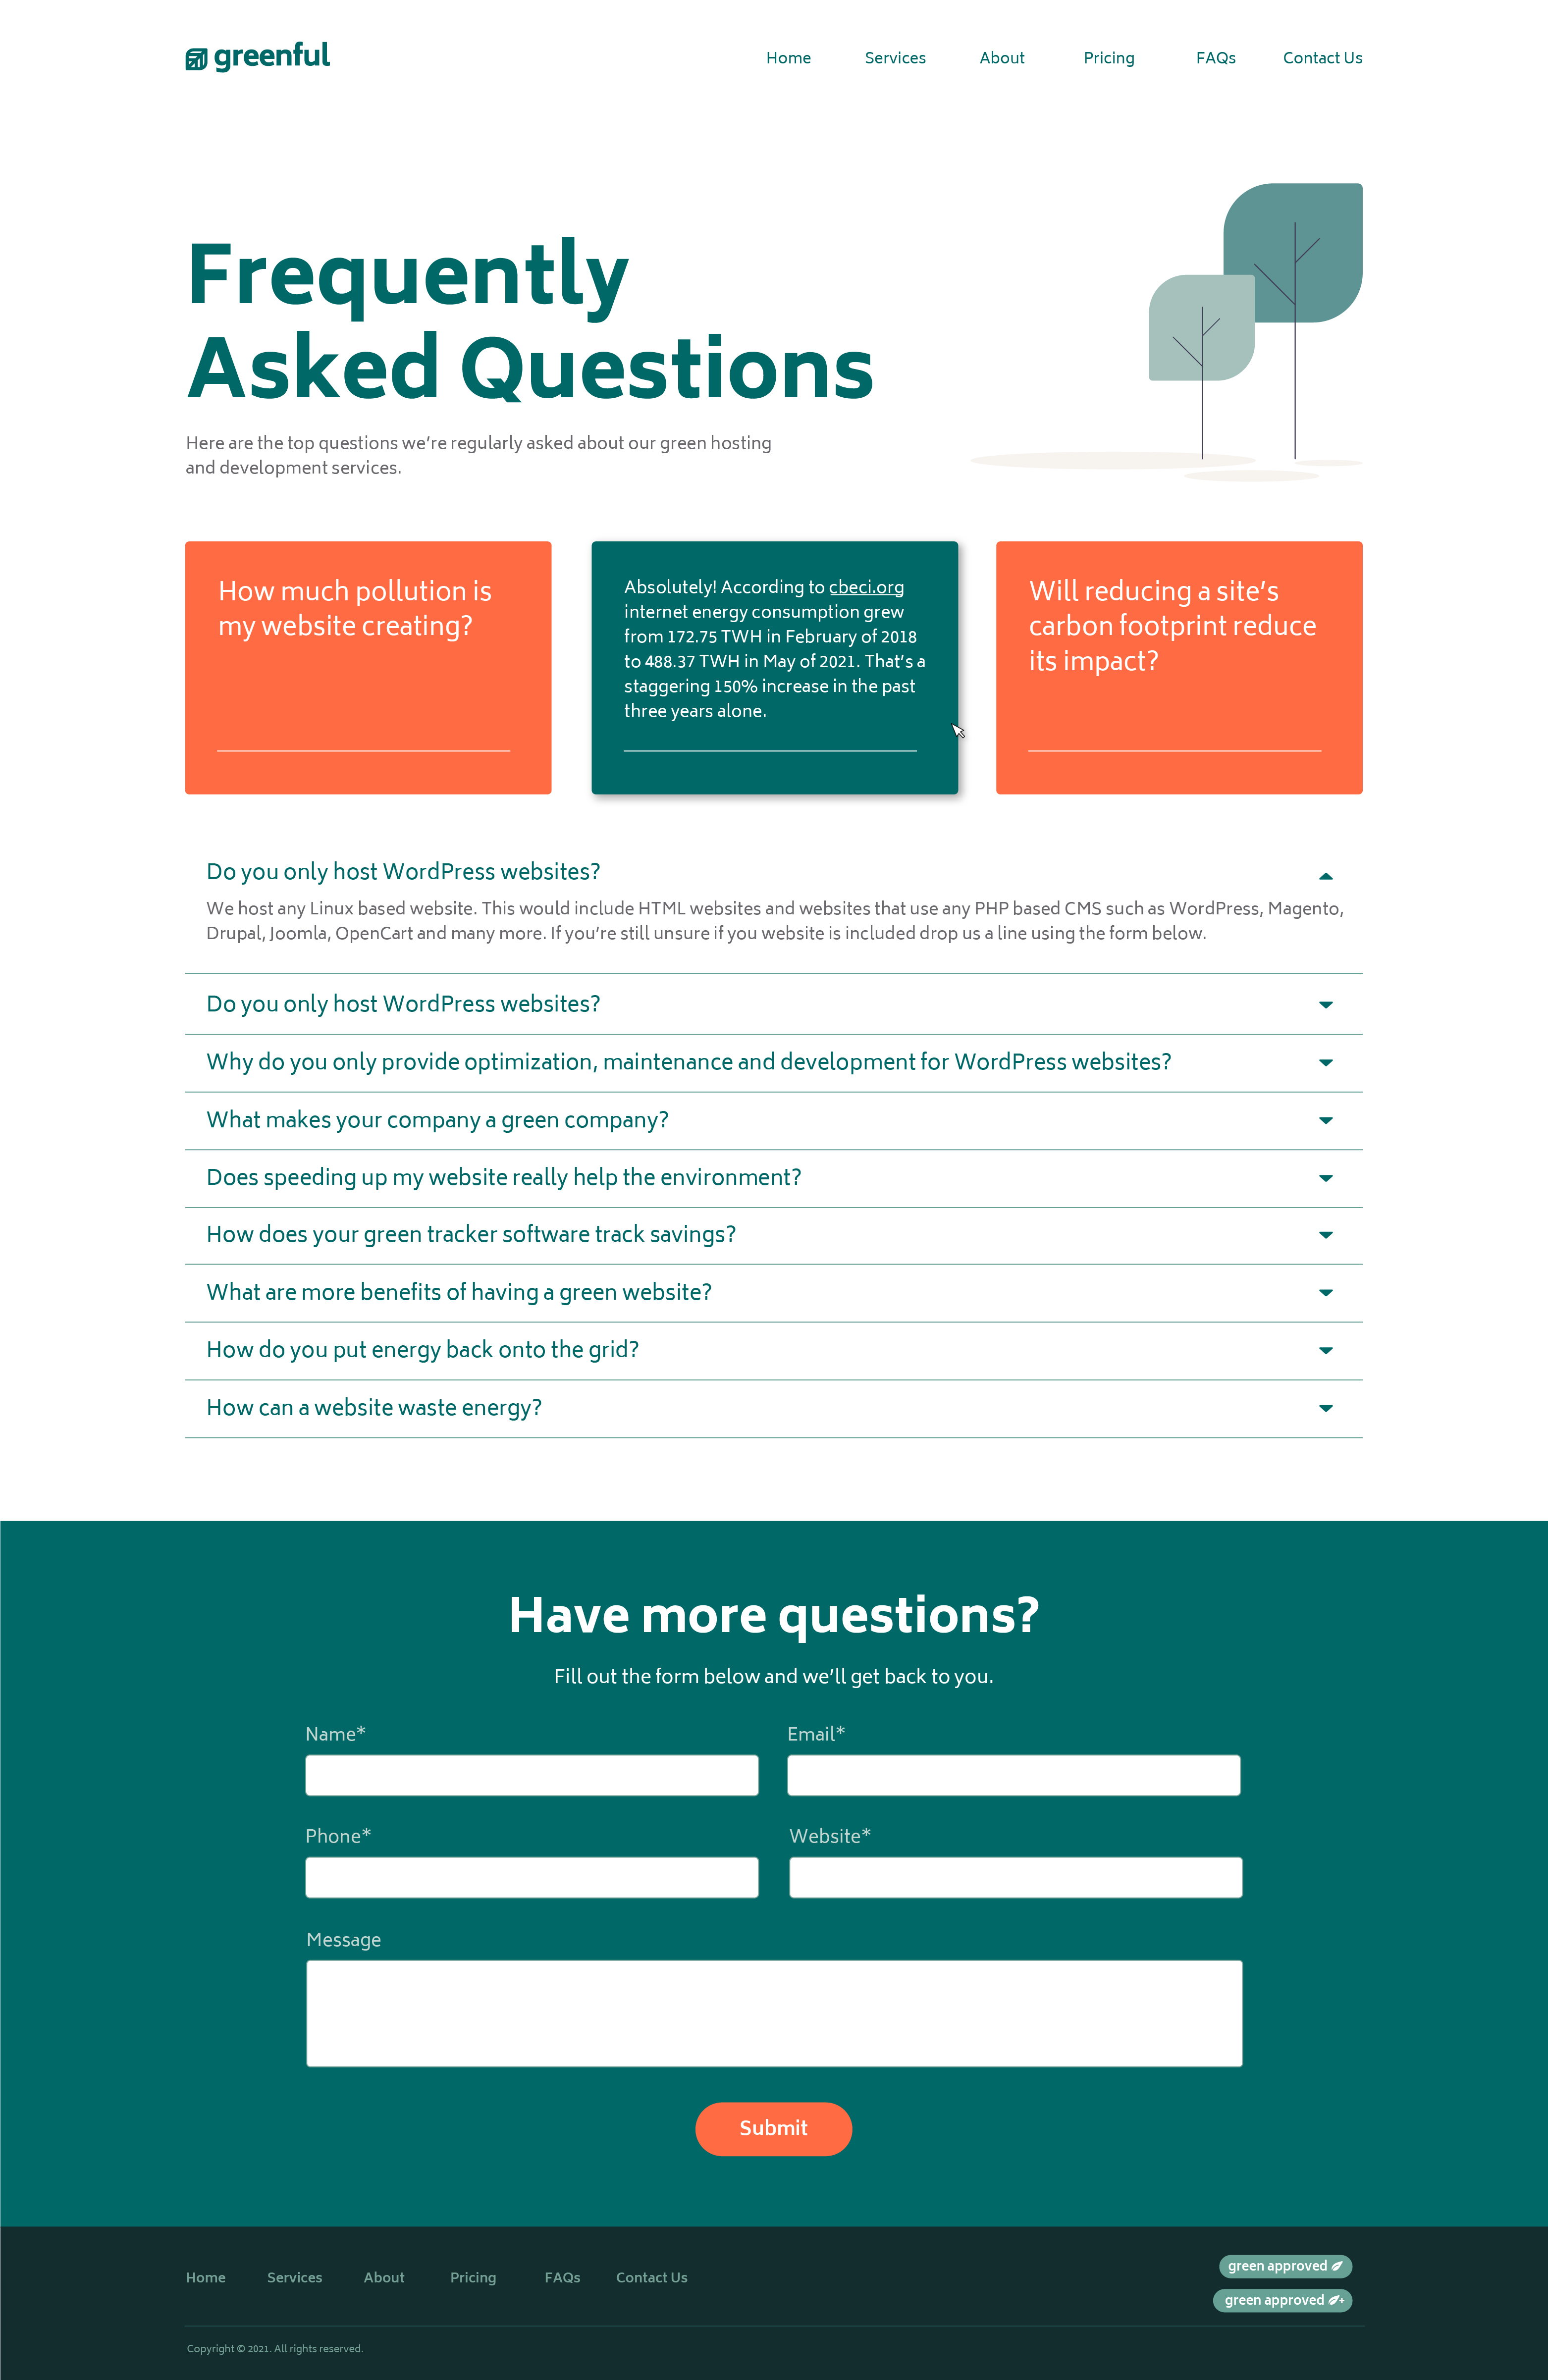 greenful
Home Services About Pricing FAQs Contact Us
Frequently
Asked Questions
Here are the top questions we’re regularly asked about our green hosting
and development services.
How much pollution is
my website creating?
Absolutely! According to cbeci.org
internet energy consumption grew
from 172.75 TWH in February of 2018
to 488.37 TWH in May of 2021. That’s a
staggering 150% increase in the past
three years alone.
Will reducing a site’s
carbon footprint reduce
its impact?
Do you only host WordPress websites?
We host any Linux based website. This would include HTML websites and websites that use any PHP based CMS such as WordPress, Magento,
Drupal, Joomla, OpenCart and many more. If you’re still unsure if you website is included drop us a line using the form below.
Do you only host WordPress websites?
Why do you only provide optimization, maintenance and development for WordPress websites?
What makes your company a green company?
Does speeding up my website really help the environment?
How does your green tracker software track savings?
What are more benefits of having a green website?
How do you put energy back onto the grid?
How can a website waste energy?
Have more questions?
Fill out the form below and we’ll get back to you.
Name* Email*
Phone* Website*
Message
Submit
Home Services About Pricing FAQs Contact Us
green approved
green approved +
Copyright © 2021. All rights reserved.